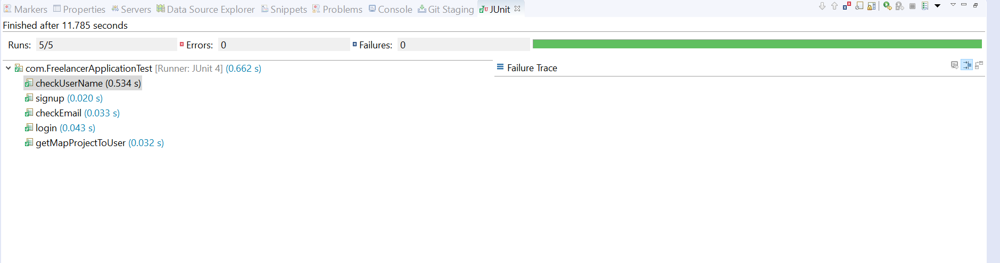 Markers Properties Servers Data Source Explorer Snippets Problems Console Git Staging JUnit
Finished after 11.785 seconds
Runs: 5/5 Errors: 0 Failures: 0
com.FreelancerApplicationTest [Runner: JUnit 4] (0.662 s)
checkUserName (0.534 s)
signup (0.020 s)
checkEmail (0.033 s)
login (0.043 s)
getMapProjectToUser (0.032 s)
Failure Trace